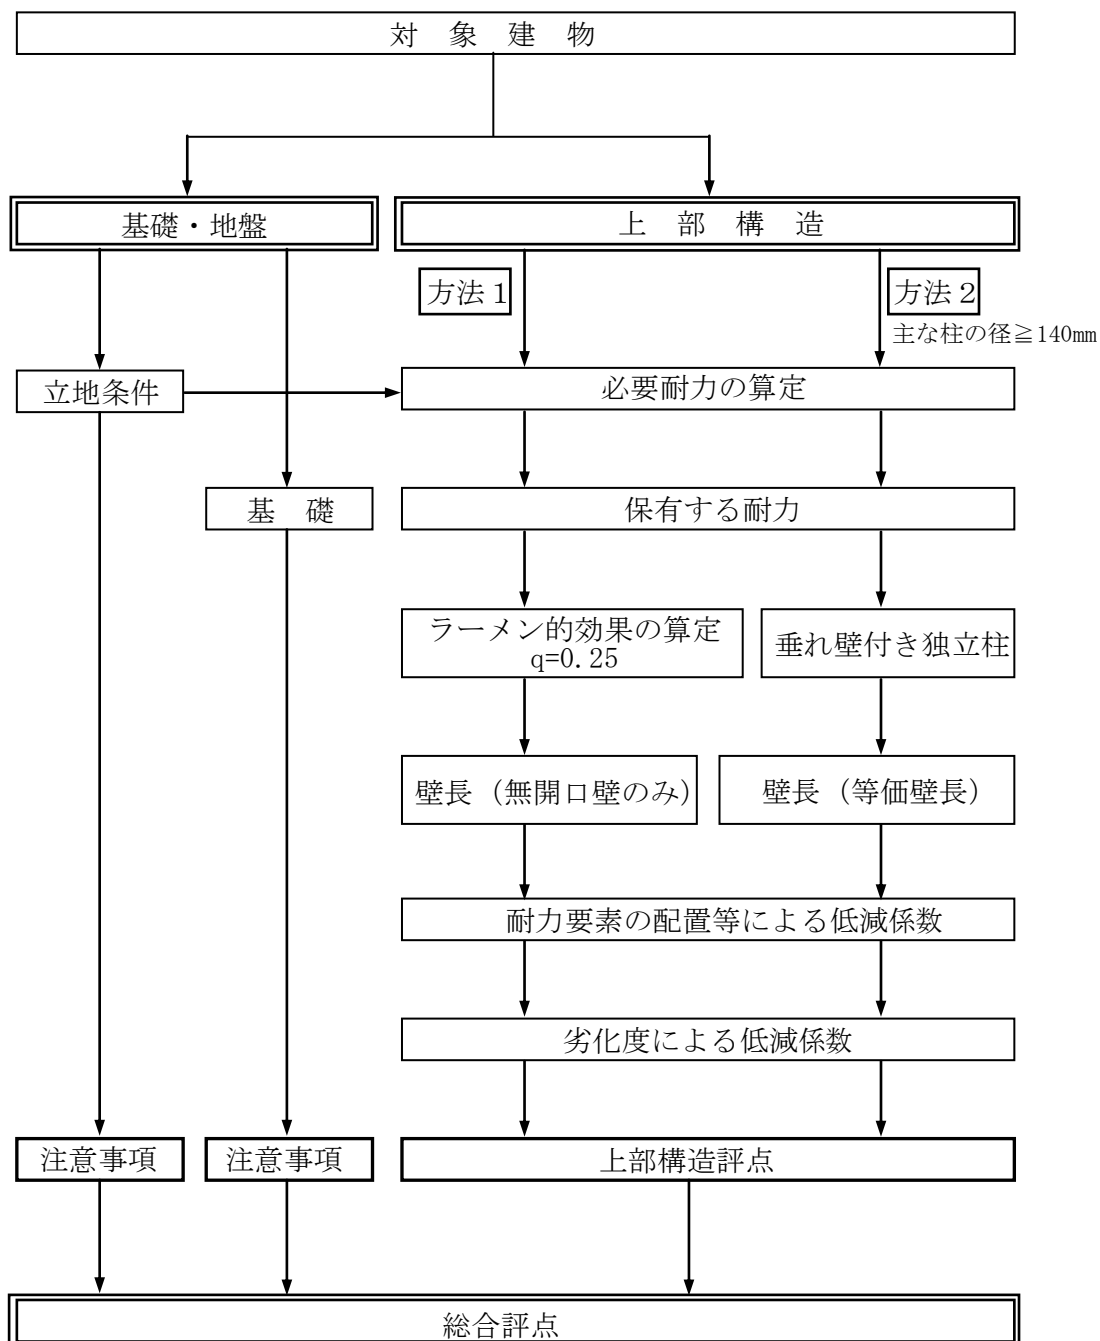 対　象　建　物
基礎・地盤
上　部　構　造
方法１
方法２
主な柱の径≧140㎜
立地条件
必要耐力の算定
基　礎
保有する耐力
ラーメン的効果の算定
q=0.25
垂れ壁付き独立柱
壁長（無開口壁のみ）
壁長（等価壁長）
耐力要素の配置等による低減係数
劣化度による低減係数
注意事項
注意事項
上部構造評点
総合評点